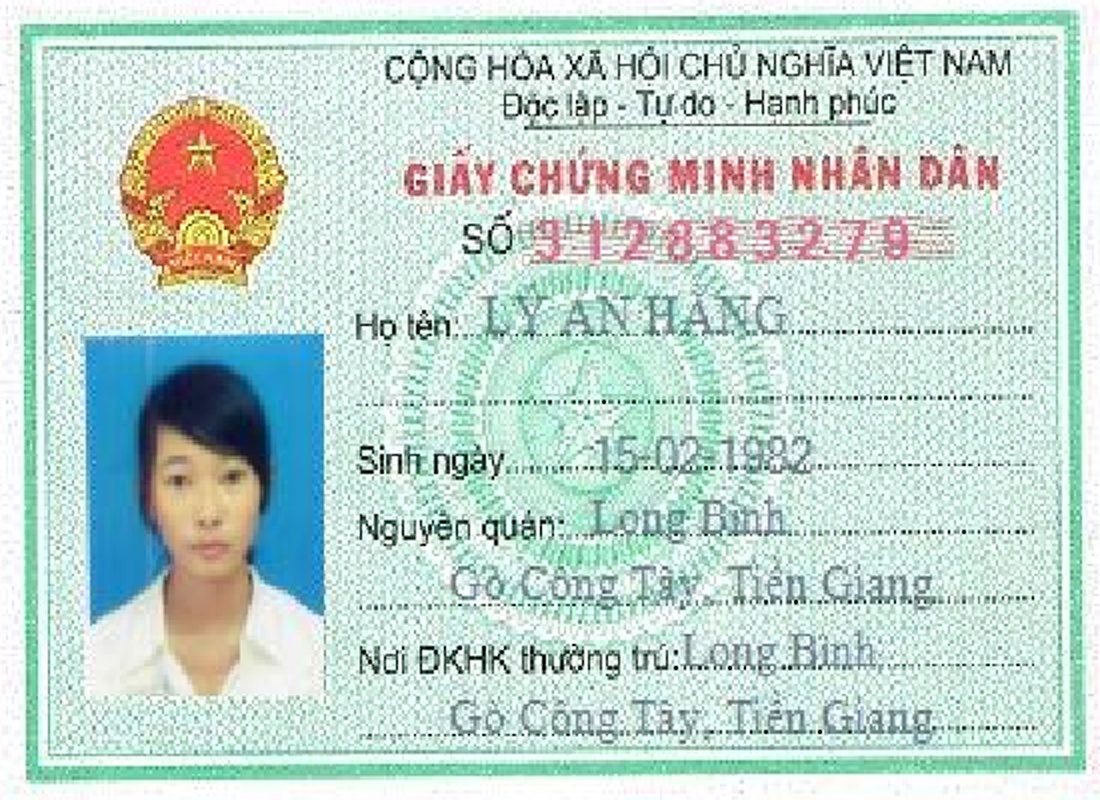 CỘNG HÒA XÃ HỘI CHỦ NGHĨA VIỆT NAM
Độc lập - Tự do - Hạnh phúc
GIẤY CHỨNG MINH NHÂN DÂN
SỐ 312883279
Họ tên: LÝ AN HẰNG
Sinh ngày 15-02-1982
Nguyên quán: Long Bình
Gò Công Tây, Tiền Giang
Nơi ĐKHK thường trú: Long Bình,
Gò Công Tây, Tiền Giang